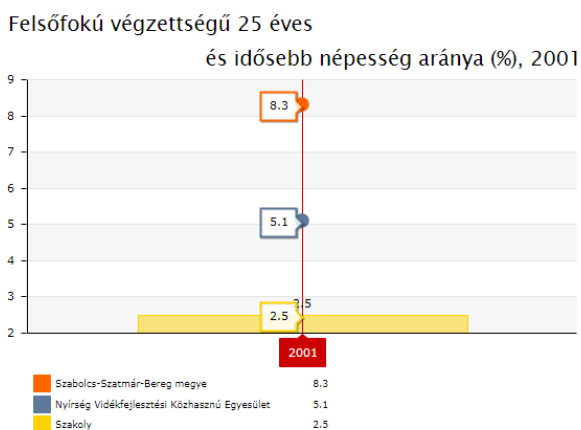 Felsőfokú végzettségű 25 éves
és idősebb népesség aránya (%), 2001
9
8
8.3
7
6
5
5.1
4
3
2.5
2.5
2
2001
Szabolcs-Szatmár-Bereg megye 8.3
Nyírség Vidékfejlesztési Közhasznú Egyesület 5.1
Szakoly 2.5